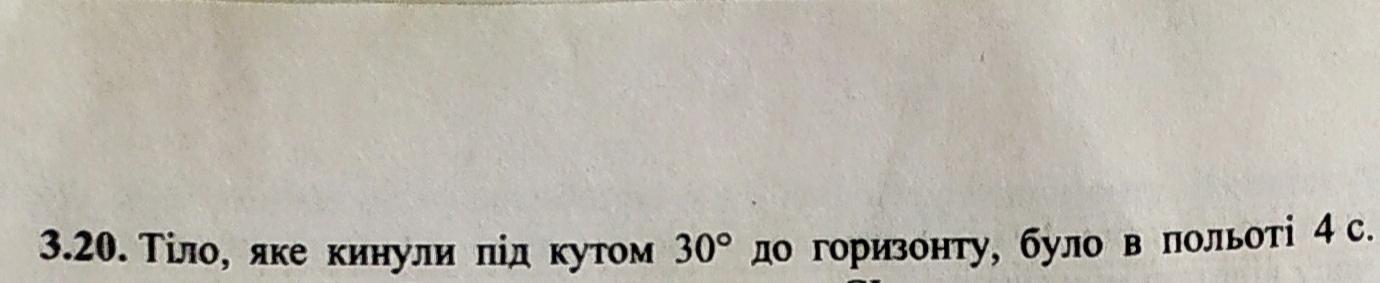 3.20. Тіло, яке кинули під кутом 30° до горизонту, було в польоті 4 с.